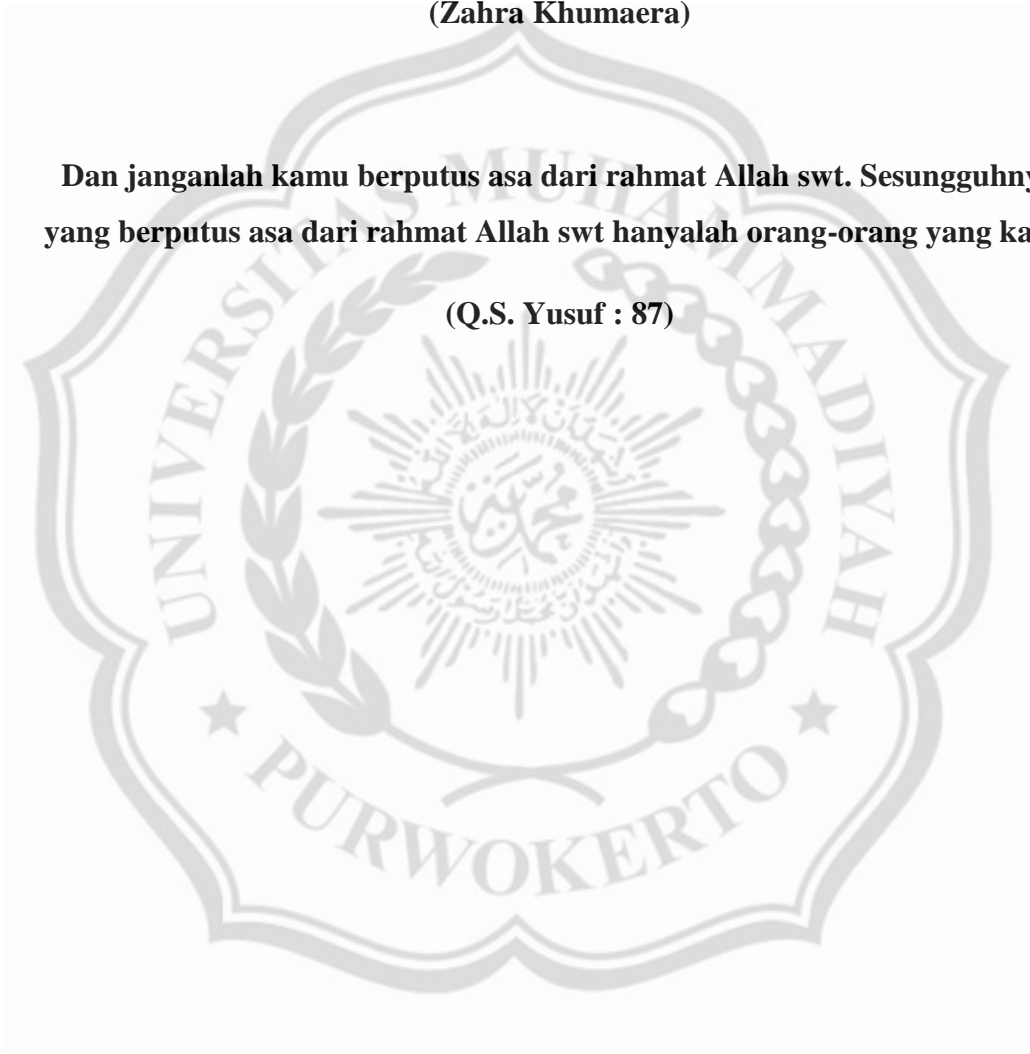 (Zahra Khumaera)
Dan janganlah kamu berputus asa dari rahmat Allah swt. Sesungguhny
yang berputus asa dari rahmat Allah swt hanyalah orang-orang yang ka
(Q.S. Yusuf : 87)
UNIVERSITAS MUHAMMADIYAH
PURWOKERTO